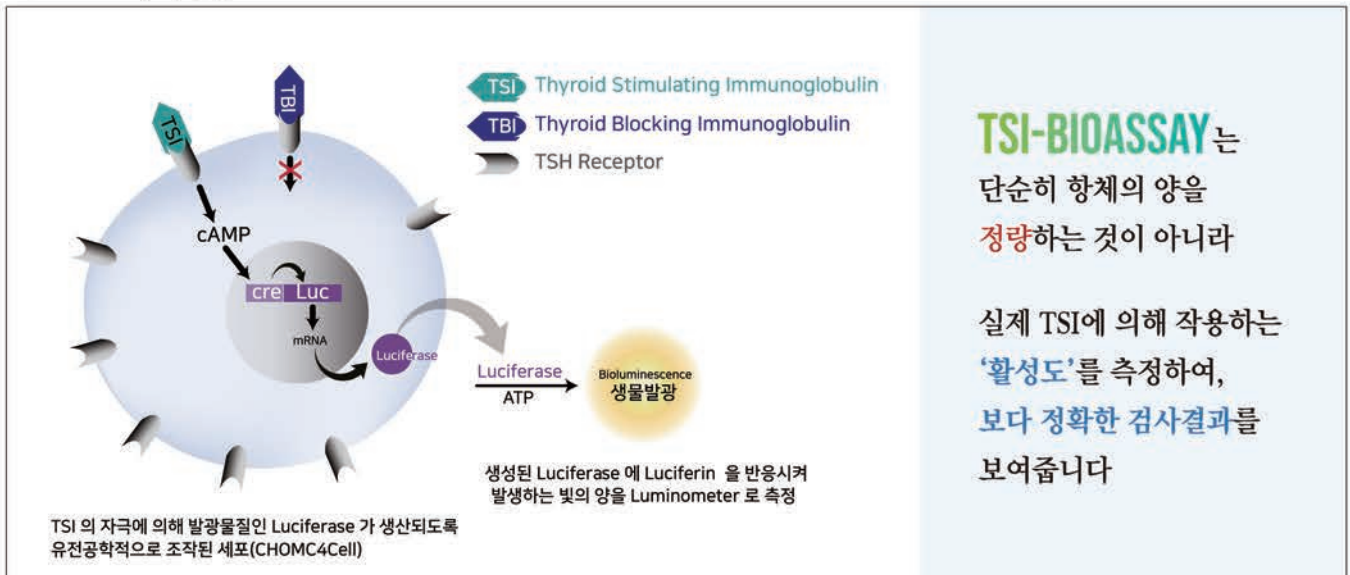 TSI
TBI
TSI Thyroid Stimulating Immunoglobulin
TBI Thyroid Blocking Immunoglobulin
TSH Receptor
cAMP
cre Luc
mRNA
Luciferase
Luciferase
ATP
Bioluminescence
생물발광
생성된 Luciferase 에 Luciferin 을 반응시켜
발생하는 빛의 양을 Luminometer 로 측정
TSI 의 자극에 의해 발광물질인 Luciferase 가 생산되도록
유전공학적으로 조작된 세포(CHOMC4Cell)
TSI-BIOASSAY는
단순히 항체의 양을
정량하는 것이 아니라
실제 TSI에 의해 작용하는
‘활성도’를 측정하여,
보다 정확한 검사결과를
보여줍니다